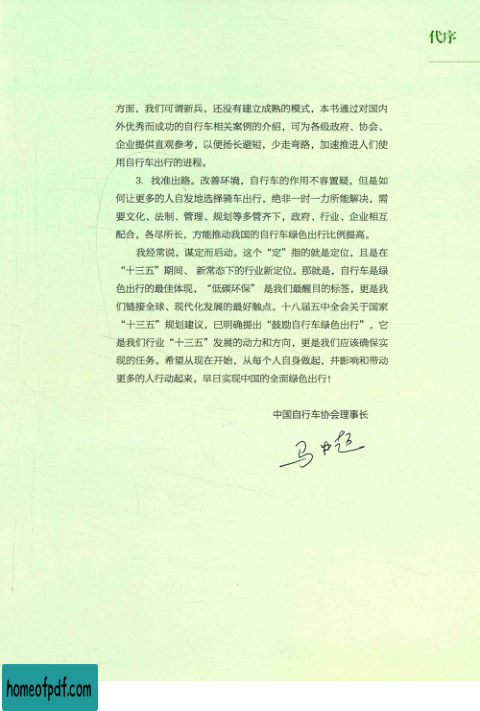 代序
方面，我们可谓新兵，还没有建立成熟的模式，本书通过对国内
外优秀而成功的自行车相关案例的介绍，可为各级政府、协会、
企业提供直观参考，以便扬长避短，少走弯路，加速推进人们使
用自行车出行的进程。
3. 找准出路。改善环境，自行车的作用不容置疑，但是如
何让更多的人自发地选择骑车出行，绝非一时一力所能解决，需
要文化、法制、管理、规划等多管齐下，政府、行业、企业相互
配合，各尽所长，方能推动我国的自行车绿色出行比例提高。
我经常说，谋定而后动。这个“定”指的就是定位，且是在
“十三五”期间、新常态下的行业新定位。那就是，自行车是绿
色出行的最佳体现，“低碳环保”是我们最醒目的标签，更是我
们链接全球、现代化发展的最好触点。十八届五中全会关于国家
“十三五”规划建议，已明确提出“鼓励自行车绿色出行”，它
是我们行业“十三五”发展的动力和方向，更是我们应该确保实
现的任务。希望从现在开始，从每个人自身做起，并影响和带动
更多的人行动起来，早日实现中国的全面绿色出行！
中国自行车协会理事长
马中超
homeofpdf.com